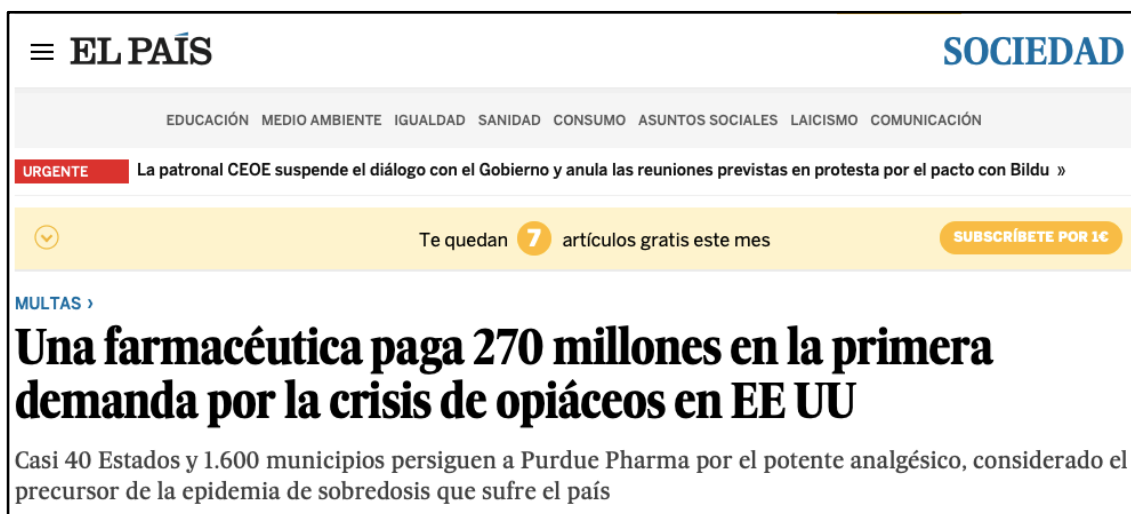 EL PAÍS SOCIEDAD
EDUCACIÓN MEDIO AMBIENTE IGUALDAD SANIDAD CONSUMO ASUNTOS SOCIALES LAICISMO COMUNICACIÓN
URGENTE La patronal CEOE suspende el diálogo con el Gobierno y anula las reuniones previstas en protesta por el pacto con Bildu »
Te quedan 7 artículos gratis este mes SUBSCRÍBETE POR 1€
MULTAS ›
Una farmacéutica paga 270 millones en la primera
demanda por la crisis de opiáceos en EE UU
Casi 40 Estados y 1.600 municipios persiguen a Purdue Pharma por el potente analgésico, considerado el
precursor de la epidemia de sobredosis que sufre el país